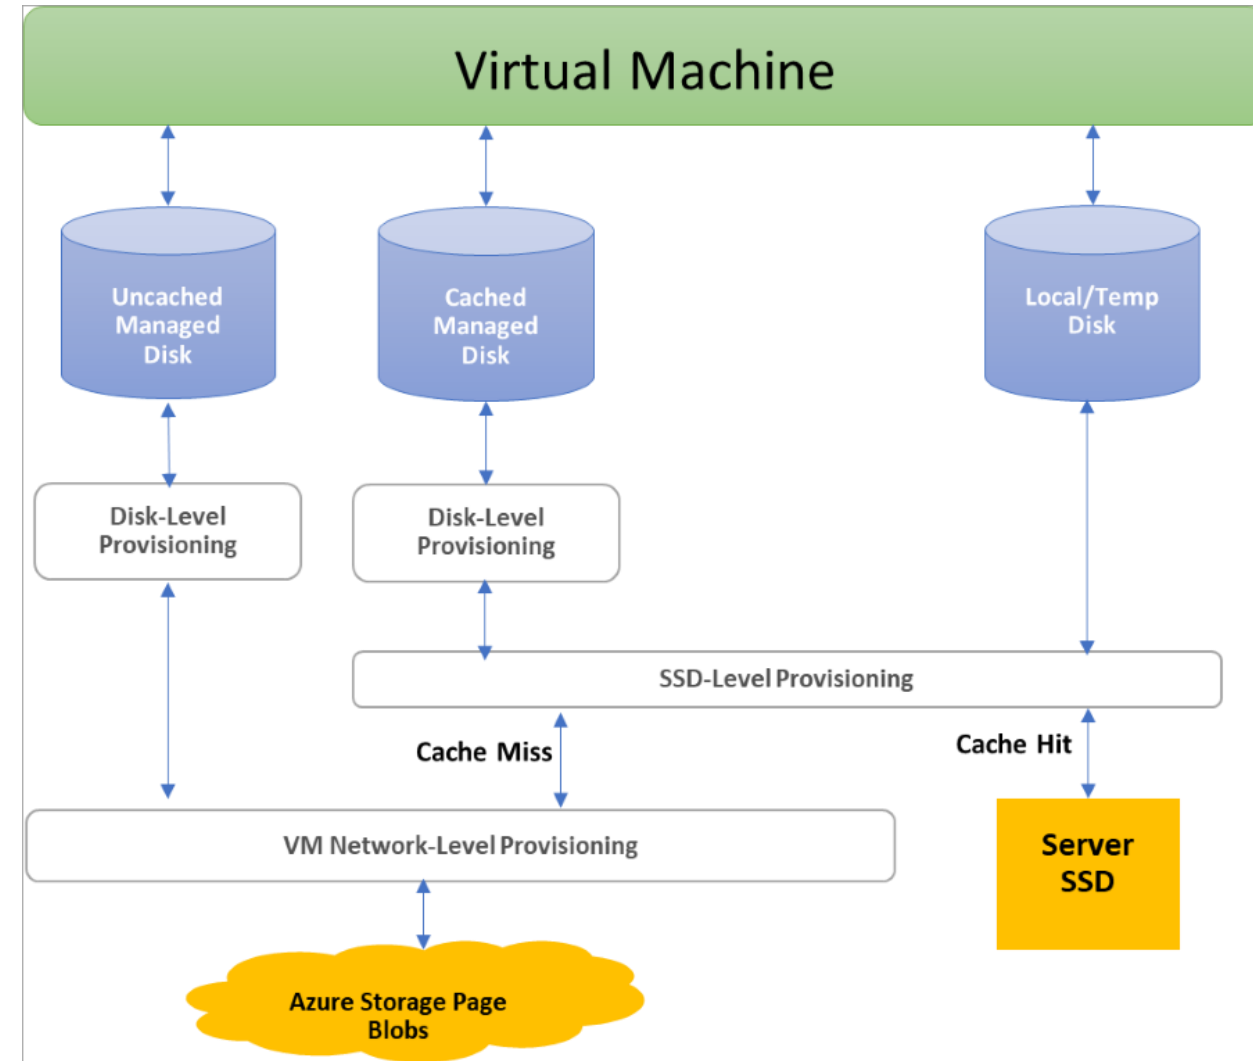 Virtual Machine
Uncached
Managed
Disk
Cached
Managed
Disk
Local/Temp
Disk
Disk-Level
Provisioning
Disk-Level
Provisioning
SSD-Level Provisioning
Cache Miss
Cache Hit
VM Network-Level Provisioning
Server
SSD
Azure Storage Page
Blobs